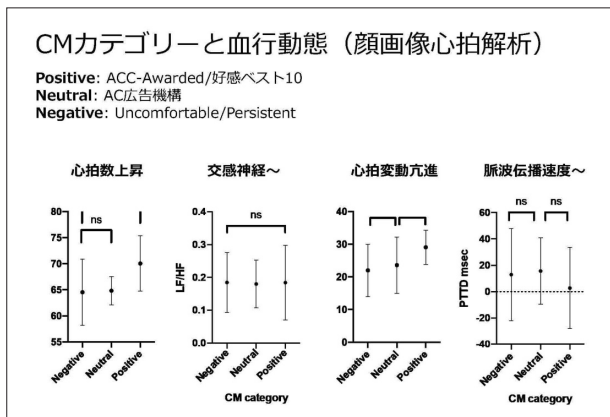 CMカテゴリーと血行動態（顔画像心拍解析）
Positive: ACC-Awarded/好感ベスト10
Neutral: AC広告機構
Negative: Uncomfortable/Persistent
心拍数上昇
80
75
70
65
60
55
ns
Negative
Neutral
Positive
交感神経～
LF/HF
0.4
0.3
0.2
0.1
0.0
ns
Negative
Neutral
Positive
CM category
心拍変動亢進
40
30
20
10
0
Negative
Neutral
Positive
脈波伝播速度～
PTTD msec
60
40
20
0
-20
-40
ns
ns
Negative
Neutral
Positive
CM category